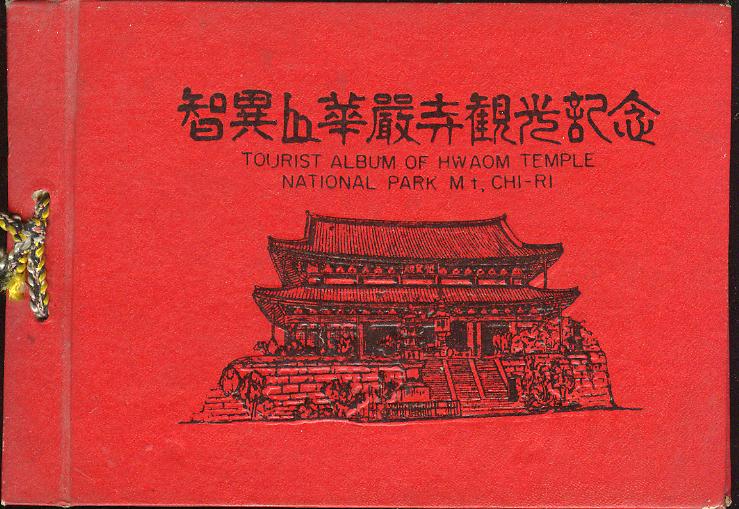 智異山華嚴寺観光記念
TOURIST ALBUM OF HWAOM TEMPLE
NATIONAL PARK Mt, CHI-RI